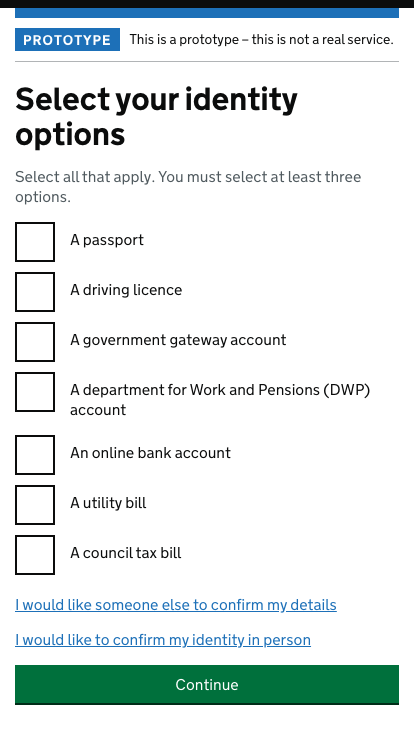 PROTOTYPE This is a prototype – this is not a real service.
Select your identity
options
Select all that apply. You must select at least three
options.
A passport
A driving licence
A government gateway account
A department for Work and Pensions (DWP)
account
An online bank account
A utility bill
A council tax bill
I would like someone else to confirm my details
I would like to confirm my identity in person
Continue